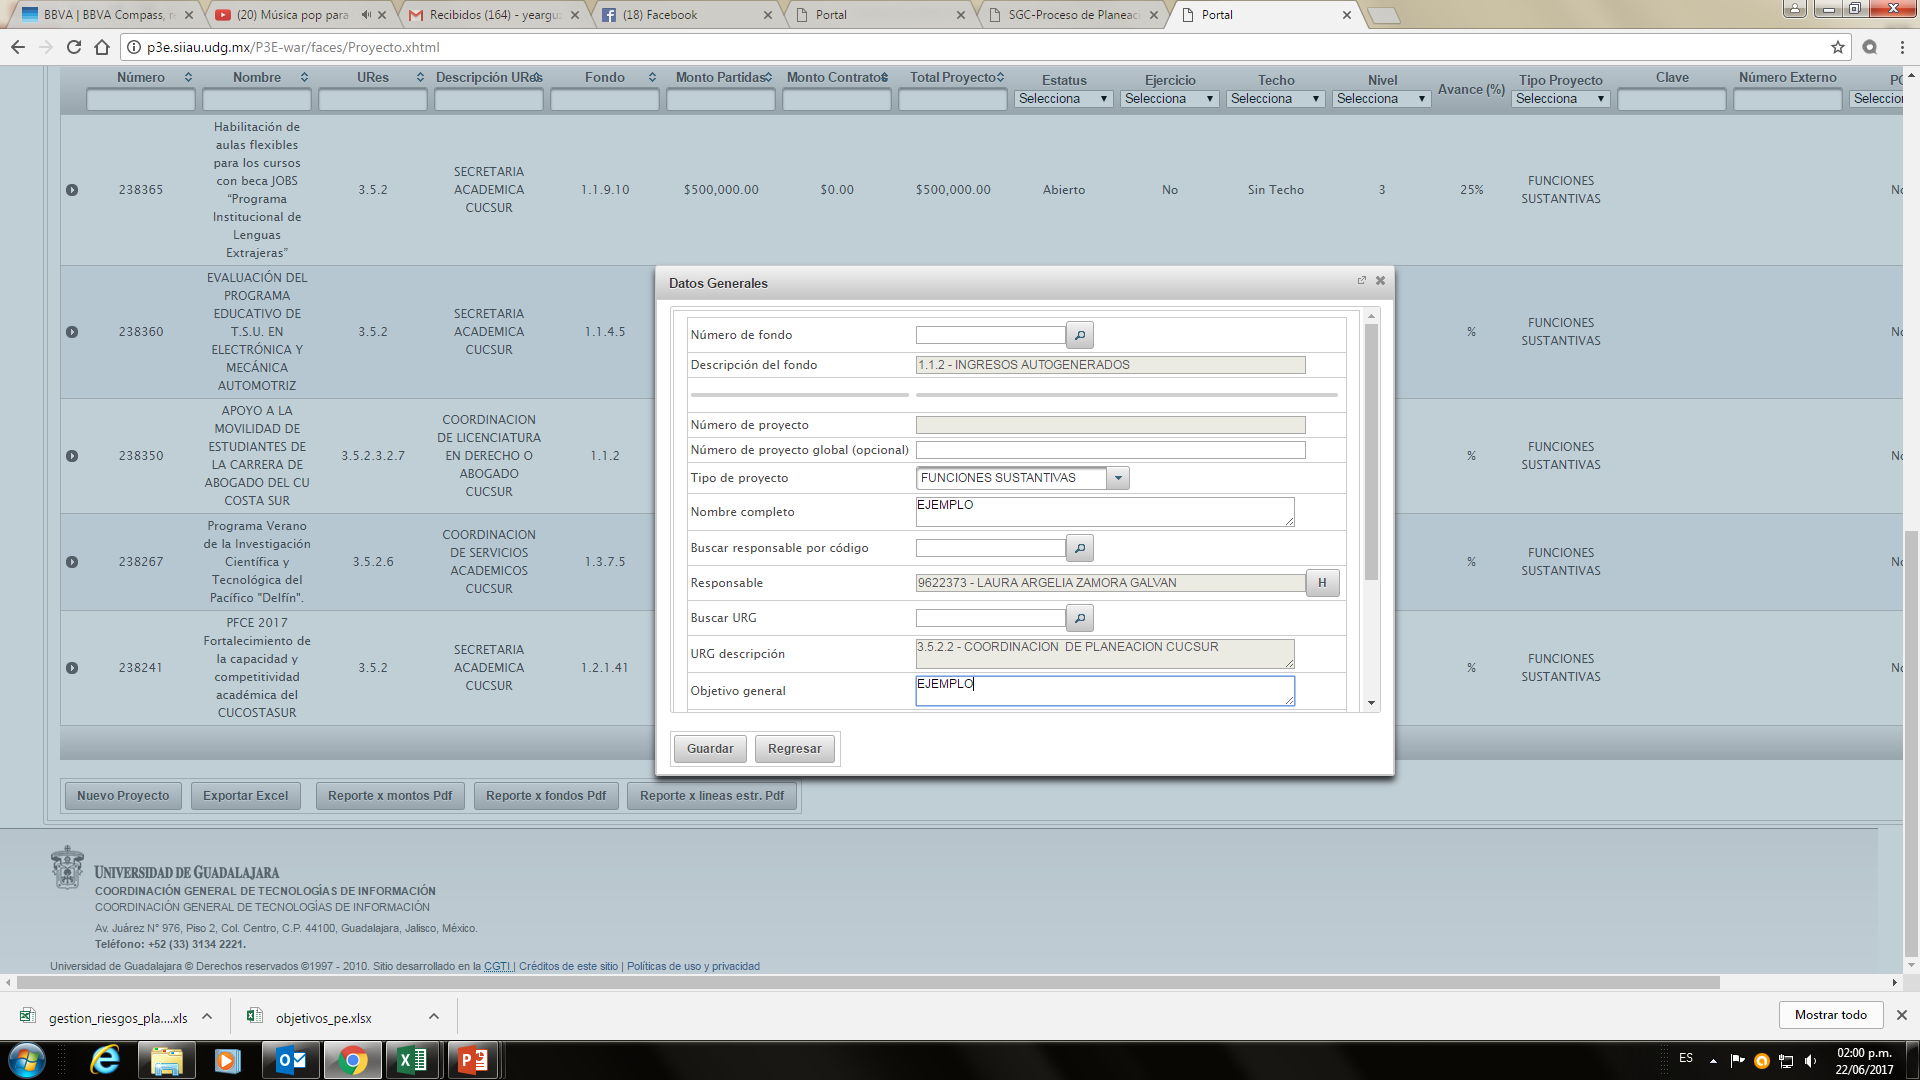 BBVA | BBVA Compass, r
(20) Música pop para
Recibidos (164) - yeargu
(18) Facebook
Portal
SGC-Proceso de Planeac
Portal
p3e.siiau.udg.mx/P3E-war/faces/Proyecto.xhtml
Número
Nombre
URes
Descripción URes
Fondo
Monto Partidas
Monto Contratos
Total Proyecto
Estatus
Ejercicio
Techo
Nivel
Avance (%)
Tipo Proyecto
Clave
Número Externo
Selecciona
Selecciona
Selecciona
Selecciona
Selecciona
Habilitación de
aulas flexibles
para los cursos
con beca JOBS
“Programa
Institucional de
Lenguas
Extrajeras”
238365
3.5.2
SECRETARIA
ACADEMICA
CUCSUR
1.1.9.10
$500,000.00
$0.00
$500,000.00
Abierto
No
Sin Techo
3
25%
FUNCIONES
SUSTANTIVAS
238360
EVALUACIÓN DEL
PROGRAMA
EDUCATIVO DE
T.S.U. EN
ELECTRÓNICA Y
MECÁNICA
AUTOMOTRIZ
3.5.2
SECRETARIA
ACADEMICA
CUCSUR
1.1.4.5
%
FUNCIONES
SUSTANTIVAS
238350
APOYO A LA
MOVILIDAD DE
ESTUDIANTES DE
LA CARRERA DE
ABOGADO DEL CU
COSTA SUR
3.5.2.3.2.7
COORDINACION
DE LICENCIATURA
EN DERECHO O
ABOGADO
CUCSUR
1.1.2
%
FUNCIONES
SUSTANTIVAS
238267
Programa Verano
de la Investigación
Científica y
Tecnológica del
Pacífico "Delfín".
3.5.2.6
COORDINACION
DE SERVICIOS
ACADEMICOS
CUCSUR
1.3.7.5
%
FUNCIONES
SUSTANTIVAS
238241
PFCE 2017
Fortalecimiento de
la capacidad y
competitividad
académica del
CUCOSTASUR
3.5.2
SECRETARIA
ACADEMICA
CUCSUR
1.2.1.41
%
FUNCIONES
SUSTANTIVAS
Datos Generales
Número de fondo
Descripción del fondo
1.1.2 - INGRESOS AUTOGENERADOS
Número de proyecto
Número de proyecto global (opcional)
Tipo de proyecto
FUNCIONES SUSTANTIVAS
Nombre completo
EJEMPLO
Buscar responsable por código
Responsable
9622373 - LAURA ARGELIA ZAMORA GALVAN
H
Buscar URG
URG descripción
3.5.2.2 - COORDINACION DE PLANEACION CUCSUR
Objetivo general
EJEMPLO
Guardar
Regresar
Nuevo Proyecto
Exportar Excel
Reporte x montos Pdf
Reporte x fondos Pdf
Reporte x lineas estr. Pdf
UNIVERSIDAD DE GUADALAJARA
COORDINACIÓN GENERAL DE TECNOLOGÍAS DE INFORMACIÓN
COORDINACIÓN GENERAL DE TECNOLOGÍAS DE INFORMACIÓN
Av. Juárez N° 976, Piso 2, Col. Centro, C.P. 44100, Guadalajara, Jalisco, México.
Teléfono: +52 (33) 3134 2221.
Universidad de Guadalajara © Derechos reservados ©1997 - 2010. Sitio desarrollado en la CGTI | Créditos de este sitio | Políticas de uso y privacidad
gestion_riesgos_pla....xls
objetivos_pe.xlsx
Mostrar todo
ES
02:00 p.m.
22/06/2017